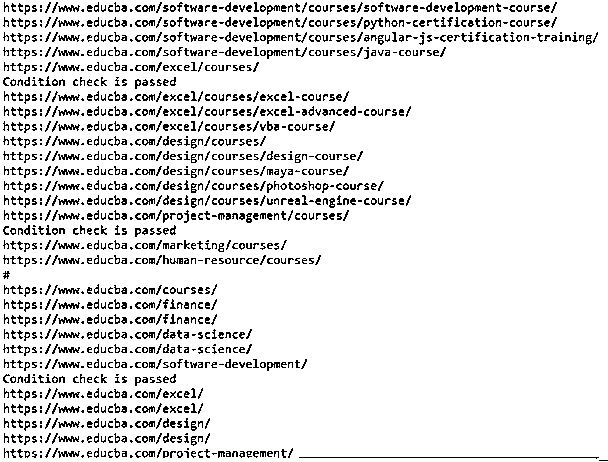 https://www.educba.com/software-development/courses/software-development-course/
https://www.educba.com/software-development/courses/python-certification-course/
https://www.educba.com/software-development/courses/angular-js-certification-training/
https://www.educba.com/software-development/courses/java-course/
https://www.educba.com/excel/courses/
Condition check is passed
https://www.educba.com/excel/courses/excel-course/
https://www.educba.com/excel/courses/excel-advanced-course/
https://www.educba.com/excel/courses/vba-course/
https://www.educba.com/design/courses/
https://www.educba.com/design/courses/design-course/
https://www.educba.com/design/courses/maya-course/
https://www.educba.com/design/courses/photoshop-course/
https://www.educba.com/design/courses/unreal-engine-course/
https://www.educba.com/project-management/courses/
Condition check is passed
https://www.educba.com/marketing/courses/
https://www.educba.com/human-resource/courses/
#
https://www.educba.com/courses/
https://www.educba.com/finance/
https://www.educba.com/finance/
https://www.educba.com/data-science/
https://www.educba.com/data-science/
https://www.educba.com/software-development/
Condition check is passed
https://www.educba.com/excel/
https://www.educba.com/excel/
https://www.educba.com/design/
https://www.educba.com/design/
https://www.educba.com/project-management/